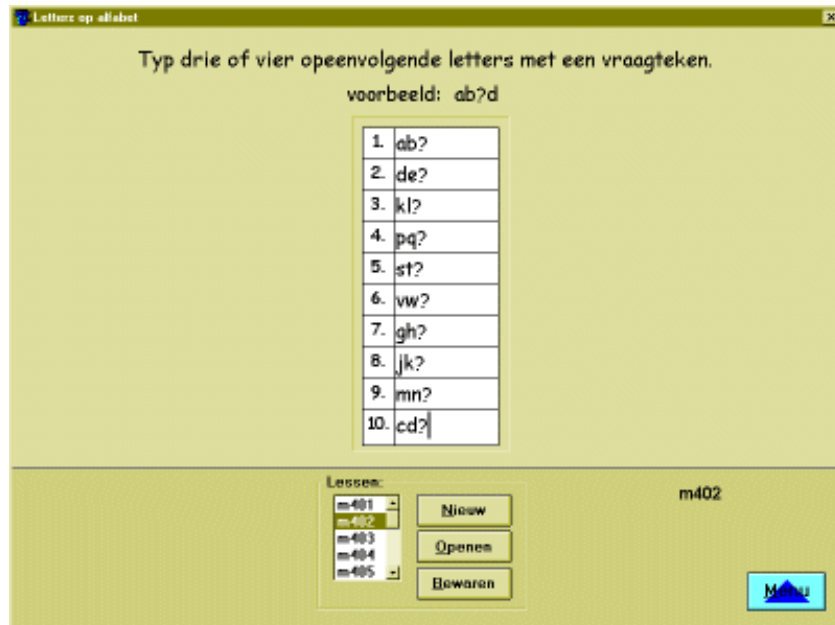 Letters op alfabet
Typ drie of vier opeenvolgende letters met een vraagteken.
voorbeeld: ab?d
1. ab?
2. de?
3. kl?
4. pq?
5. st?
6. vw?
7. gh?
8. jk?
9. mn?
10. cd?
Lessen:
m401
m402
m403
m404
m405
Nieuw
Openen
Bewaren
m402
Menu